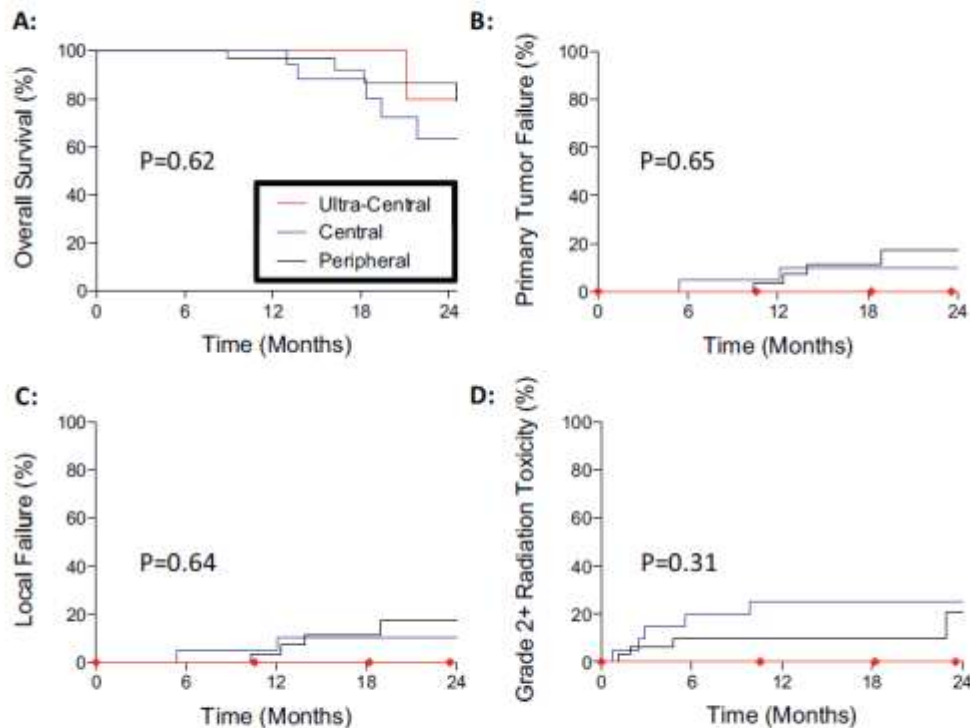 A:
Overall Survival (%)
100
80
60
40
20
0
P=0.62
Ultra-Central
Central
Peripheral
0 6 12 18 24
Time (Months)
B:
Primary Tumor Failure (%)
100
80
60
40
20
0
P=0.65
0 6 12 18 24
Time (Months)
C:
Local Failure (%)
100
80
60
40
20
0
P=0.64
0 6 12 18 24
Time (Months)
D:
Grade 2+ Radiation Toxicity (%)
100
80
60
40
20
0
P=0.31
0 6 12 18 24
Time (Months)